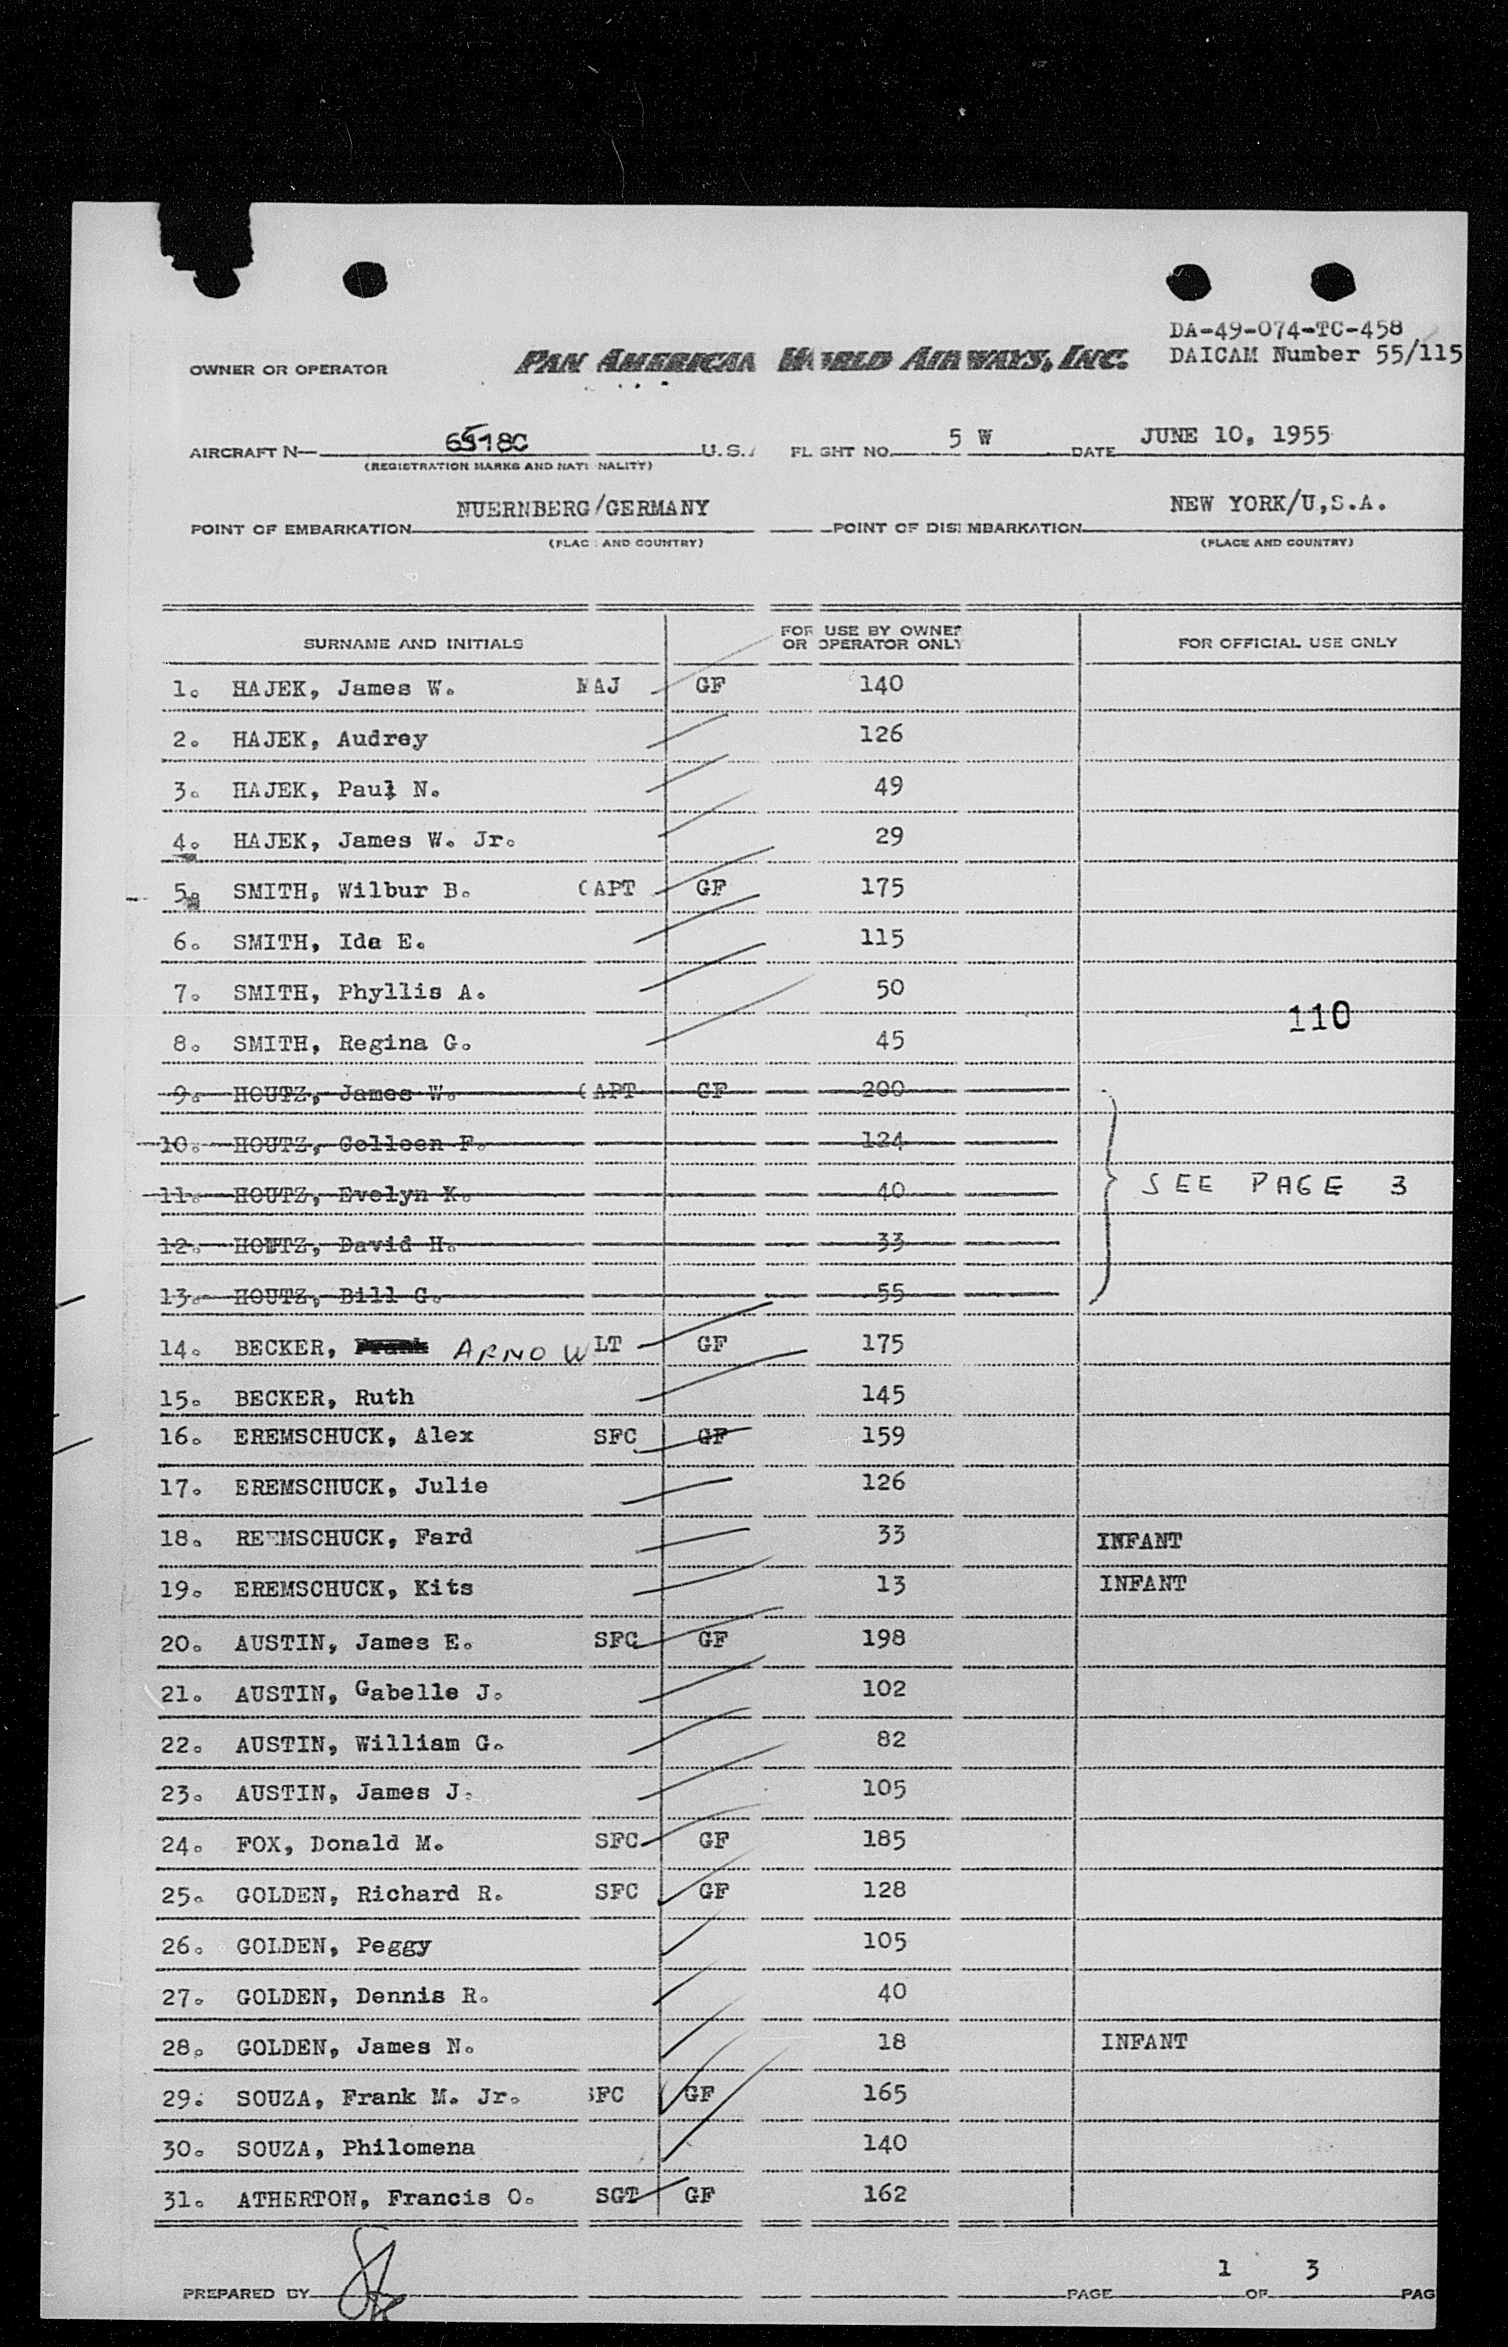 DA-49-074-TC-458
OWNER OR OPERATOR PAN AMERICAN WORLD AIRWAYS, INC. DAICAM Number 55/115
AIRCRAFT N— U.S. FLIGHT NO. 5 W DATE JUNE 10, 1955
(REGISTRATION MARKS AND NATIONALITY)
NUERNBERG/GERMANY NEW YORK/U,S.A.
POINT OF EMBARKATION POINT OF DISEMBARKATION
(PLACE AND COUNTRY) (PLACE AND COUNTRY)
SURNAME AND INITIALS FOR USE BY OWNER OR OPERATOR ONLY FOR OFFICIAL USE ONLY
1. HAJEK, James W. MAJ GF 140
2. HAJEK, Audrey 126
3. HAJEK, Paul N. 49
4. HAJEK, James W. Jr. 29
5. SMITH, Wilbur B. CAPT GF 175
6. SMITH, Ida E. 115
7. SMITH, Phyllis A. 50
110
8. SMITH, Regina G. 45
9. HOUTZ, James W. CAPT GF 200
10. HOUTZ, Colleen F. 124
11. HOUTZ, Evelyn K. 40 SEE PAGE 3
12. HOUTZ, David H. 33
13. HOUTZ, Bill G. 55
14. BECKER, Frank ARNO W LT GF 175
15. BECKER, Ruth 145
16. EREMSCHUCK, Alex SFC GF 159
17. EREMSCHUCK, Julie 126
18. REEMSCHUCK, Fard 33 INFANT
19. EREMSCHUCK, Kits 13 INFANT
20. AUSTIN, James E. SFC GF 198
21. AUSTIN, Gabelle J. 102
22. AUSTIN, William G. 82
23. AUSTIN, James J. 105
24. FOX, Donald M. SFC GF 185
25. GOLDEN, Richard R. SFC GF 128
26. GOLDEN, Peggy 105
27. GOLDEN, Dennis R. 40
28. GOLDEN, James N. 18 INFANT
29. SOUZA, Frank M. Jr. SFC GF 165
30. SOUZA, Philomena 140
31. ATHERTON, Francis O. SGT GF 162
PREPARED BY PAGE 1 OF 3 PAG